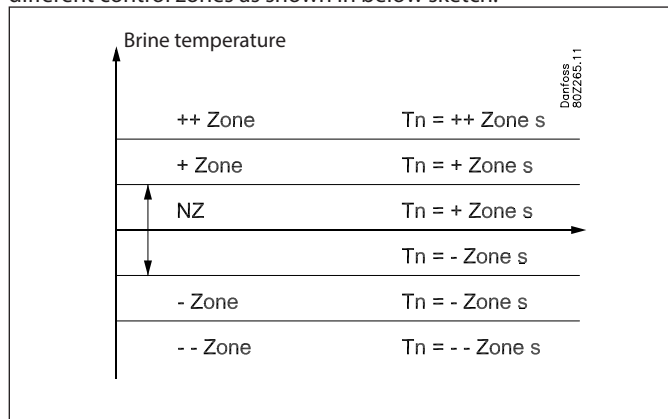 different control zones as shown in below sketch.
Brine temperature
Danfoss
80Z265.11
++ Zone Tn = ++ Zone s
+ Zone Tn = + Zone s
NZ Tn = + Zone s
Tn = - Zone s
- Zone Tn = - Zone s
- - Zone Tn = - - Zone s